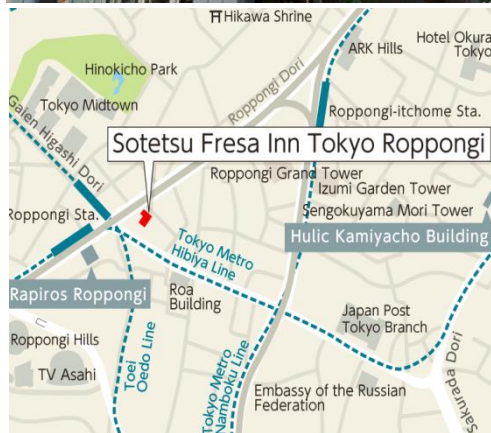 Hikawa Shrine
ARK Hills
Hotel Okura
Tokyo
Hinokicho Park
Roppongi Dori
Tokyo Midtown
Gaien Higashi Dori
Roppongi-itchome Sta.
Sotetsu Fresa Inn Tokyo Roppongi
Roppongi Grand Tower
Izumi Garden Tower
Sengokuyama Mori Tower
Roppongi Sta.
Hulic Kamiyacho Building
Tokyo Metro
Hibiya Line
Rapiros Roppongi
Roa
Building
Japan Post
Tokyo Branch
Roppongi Hills
TV Asahi
Toei
Oedo Line
Tokyo Metro
Namboku Line
Embassy of the Russian
Federation
Sakurada Dori